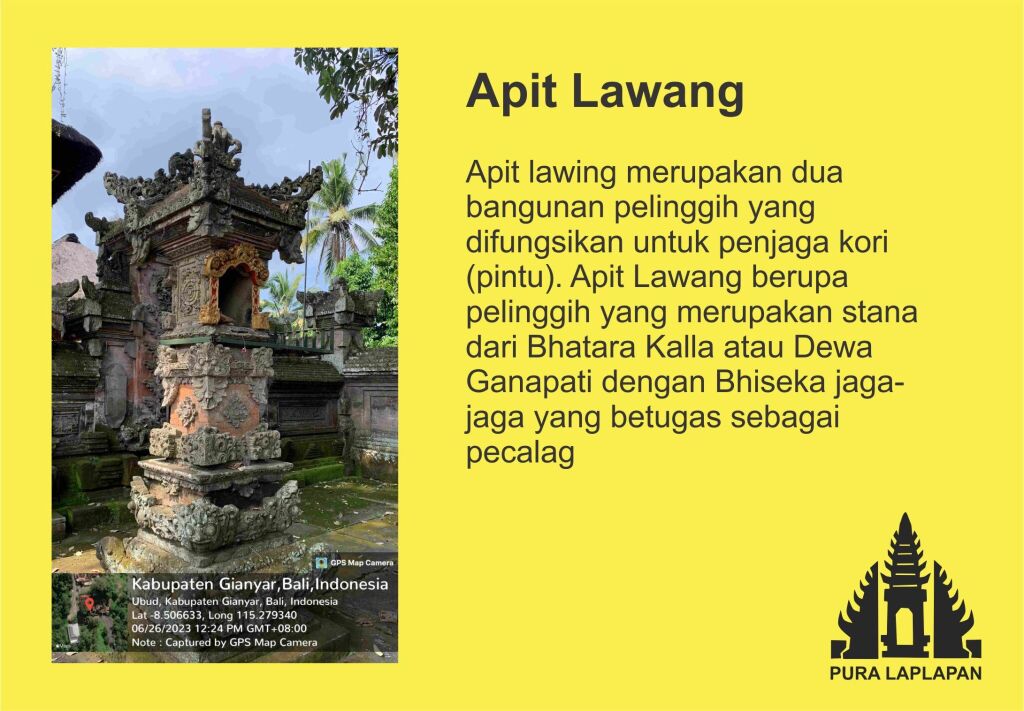 Apit Lawang
Apit lawing merupakan dua
bangunan pelinggih yang
difungsikan untuk penjaga kori
(pintu). Apit Lawang berupa
pelinggih yang merupakan stana
dari Bhatara Kalla atau Dewa
Ganapati dengan Bhiseka jaga-
jaga yang betugas sebagai
pecalag
GPS Map Camera
Kabupaten Gianyar,Bali,Indonesia
Ubud, Kabupaten Gianyar, Bali, Indonesia
Lat -8.506633, Long 115.279340
06/26/2023 12:24 PM GMT+08:00
Note : Captured by GPS Map Camera
PURA LAPLAPAN